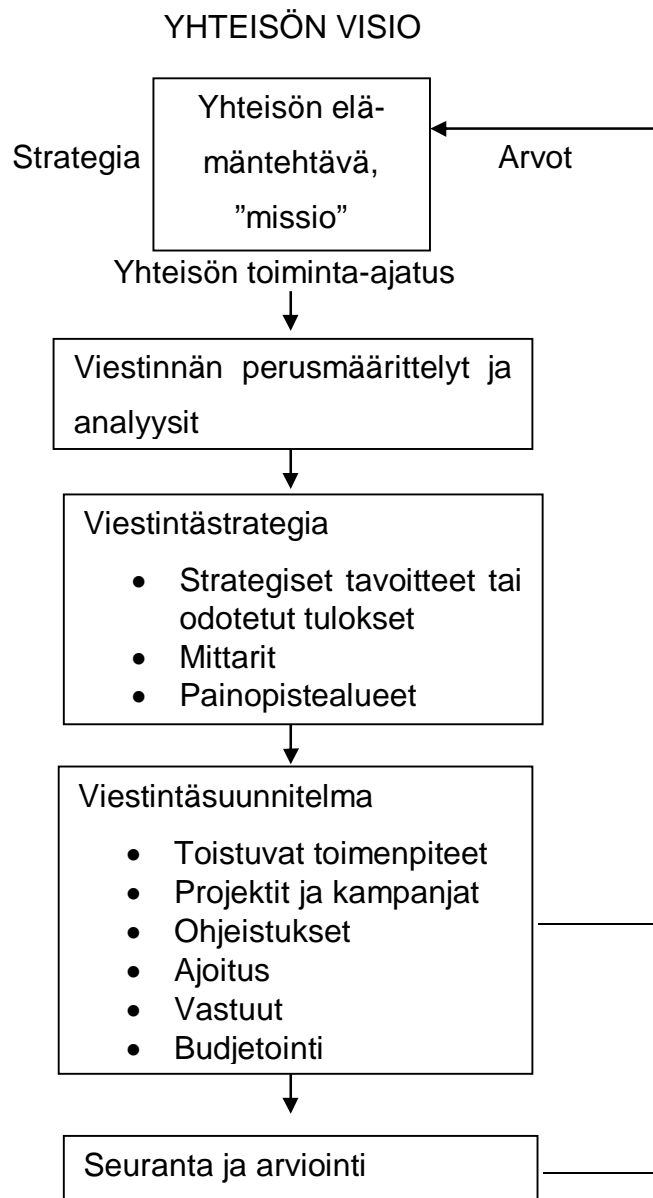 YHTEISÖN VISIO
Yhteisön elä-
Strategia
mäntehtävä,
Arvot
”missio”
Yhteisön toiminta-ajatus
Viestinnän perusmäärittelyt ja
analyysit
Viestintästrategia
• Strategiset tavoitteet tai
odotetut tulokset
• Mittarit
• Painopistealueet
Viestintäsuunnitelma
• Toistuvat toimenpiteet
• Projektit ja kampanjat
• Ohjeistukset
• Ajoitus
• Vastuut
• Budjetointi
Seuranta ja arviointi